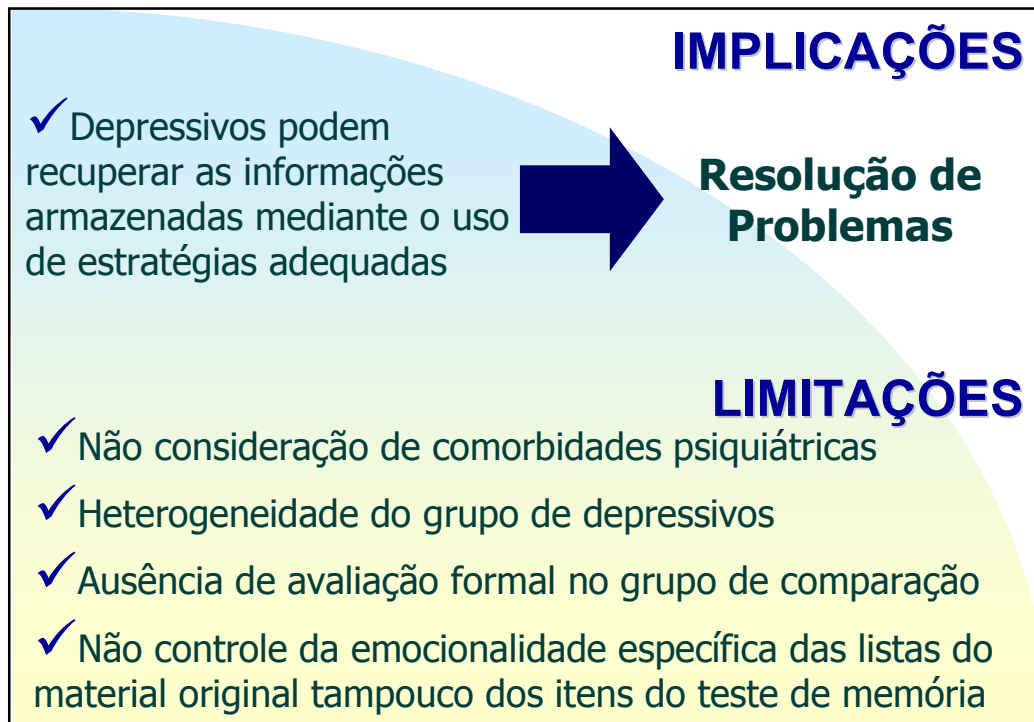 IMPLICAÇÕES
✓Depressivos podem
recuperar as informações
armazenadas mediante o uso
de estratégias adequadas
Resolução de
Problemas
LIMITAÇÕES
✓Não consideração de comorbidades psiquiátricas
✓Heterogeneidade do grupo de depressivos
✓Ausência de avaliação formal no grupo de comparação
✓Não controle da emocionalidade específica das listas do
material original tampouco dos itens do teste de memória